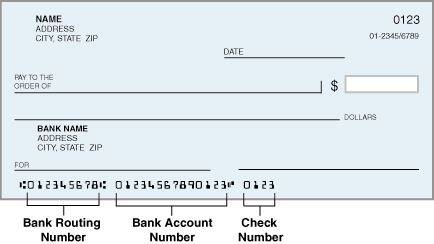 NAME
ADDRESS
CITY, STATE ZIP
0123
01-2345/6789
DATE
PAY TO THE
ORDER OF
$
DOLLARS
BANK NAME
ADDRESS
CITY, STATE ZIP
FOR
⑆012345678⑆ 01234567890123⑈ 0123
Bank Routing
Number
Bank Account
Number
Check
Number